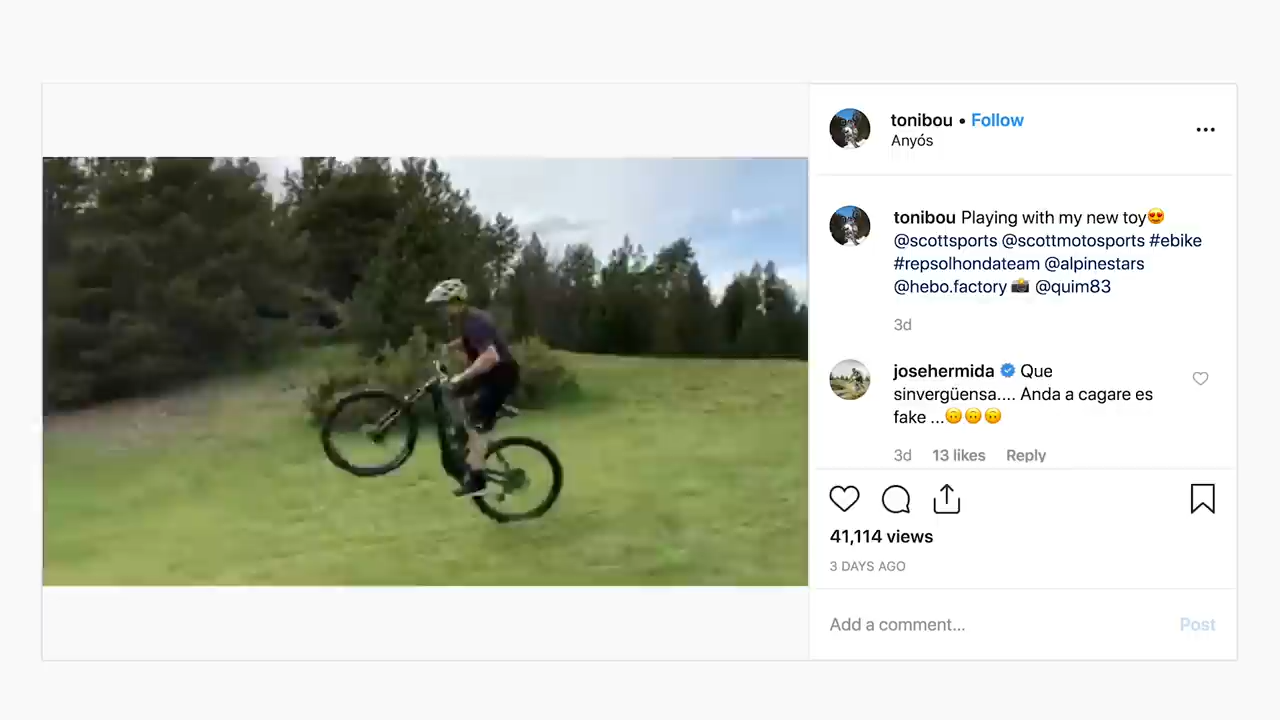 tonibou • Follow
Anyós
tonibou Playing with my new toy😍
@scottsports @scottmotosports #ebike
#repsolhondateam @alpinestars
@hebo.factory 📸 @quim83
3d
josehermida Que
sinvergüensa.... Anda a cagare es
fake ...🙃🙃🙃
3d 13 likes Reply
41,114 views
3 DAYS AGO
Add a comment... Post